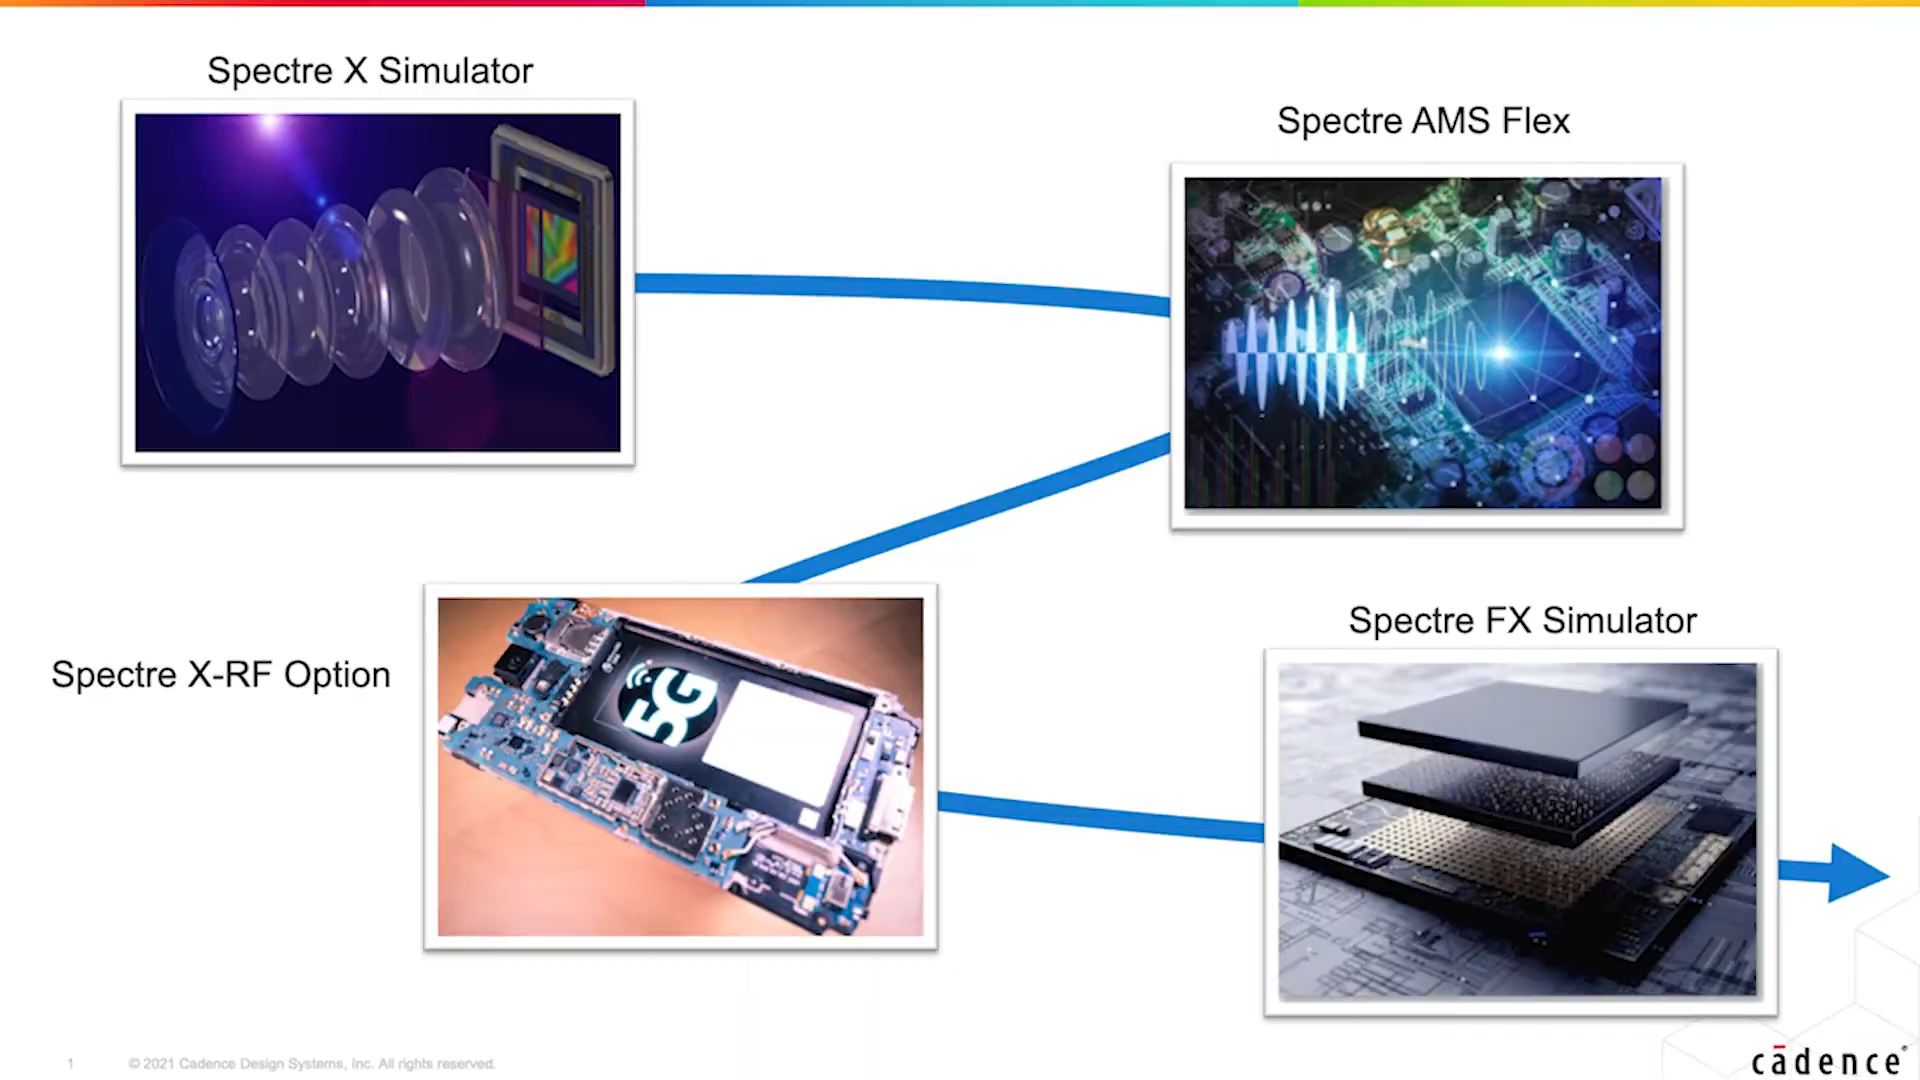 Spectre X Simulator
Spectre AMS Flex
Spectre X-RF Option
5G
Spectre FX Simulator
1
© 2021 Cadence Design Systems, Inc. All rights reserved.
cādence®